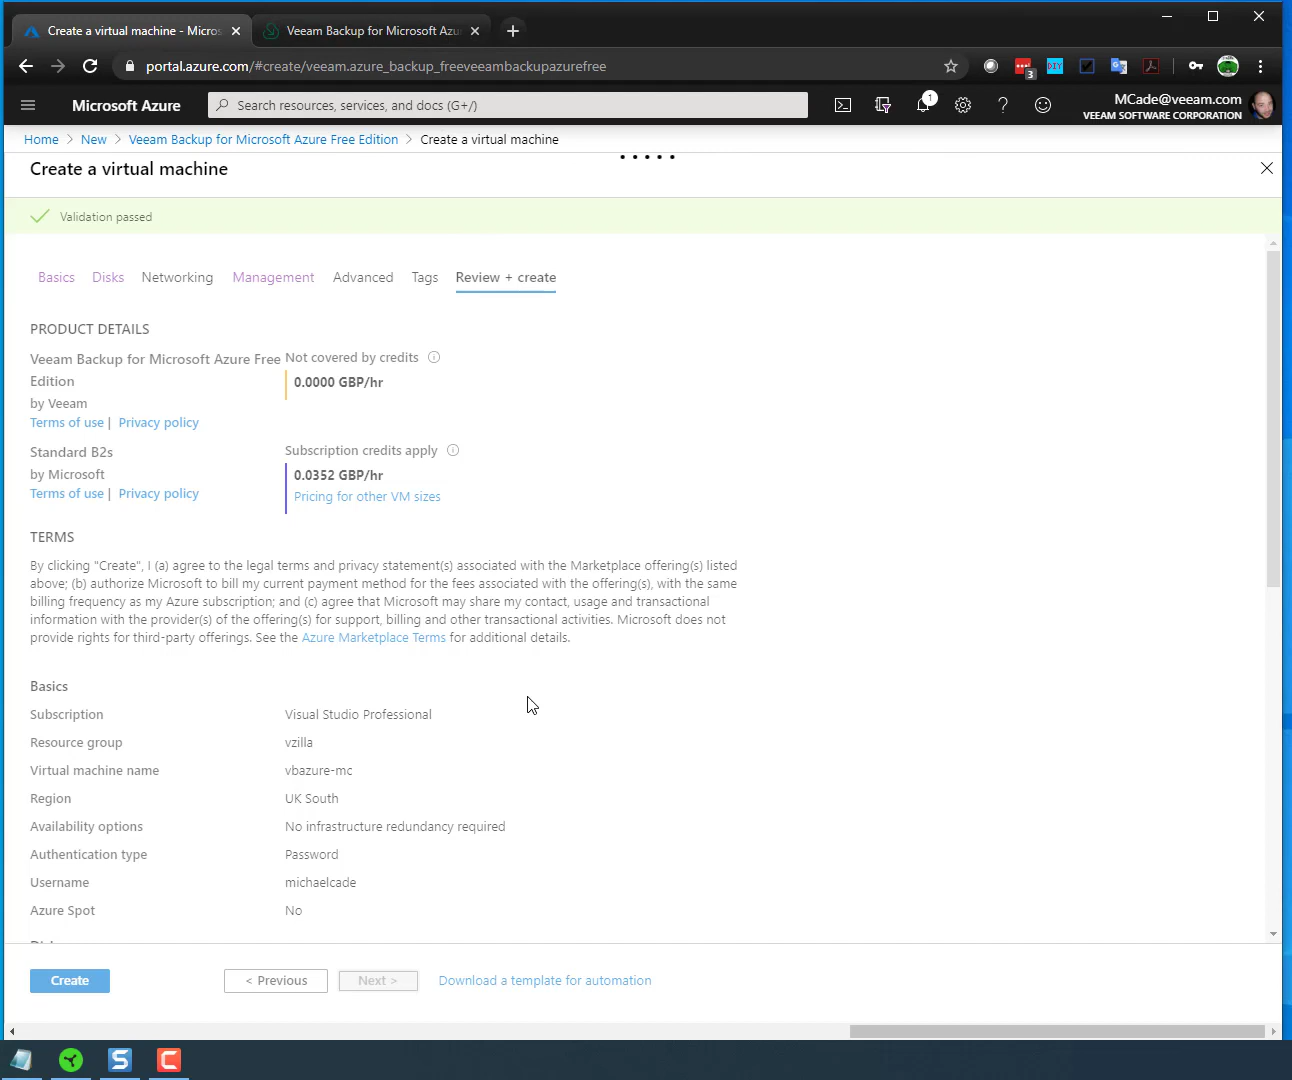 Create a virtual machine - Micros
Veeam Backup for Microsoft Azu
portal.azure.com/#create/veeam.azure_backup_freeveeambackupazurefree
3
DIY
Microsoft Azure
Search resources, services, and docs (G+/)
1
MCade@veeam.com
VEEAM SOFTWARE CORPORATION
Home > New > Veeam Backup for Microsoft Azure Free Edition > Create a virtual machine
Create a virtual machine
Validation passed
Basics Disks Networking Management Advanced Tags Review + create
PRODUCT DETAILS
Veeam Backup for Microsoft Azure Free Edition
by Veeam
Terms of use | Privacy policy
Not covered by credits
0.0000 GBP/hr
Standard B2s
by Microsoft
Terms of use | Privacy policy
Subscription credits apply
0.0352 GBP/hr
Pricing for other VM sizes
TERMS
By clicking "Create", I (a) agree to the legal terms and privacy statement(s) associated with the Marketplace offering(s) listed
above; (b) authorize Microsoft to bill my current payment method for the fees associated with the offering(s), with the same
billing frequency as my Azure subscription; and (c) agree that Microsoft may share my contact, usage and transactional
information with the provider(s) of the offering(s) for support, billing and other transactional activities. Microsoft does not
provide rights for third-party offerings. See the Azure Marketplace Terms for additional details.
Basics
Subscription Visual Studio Professional
Resource group vzilla
Virtual machine name vbazure-mc
Region UK South
Availability options No infrastructure redundancy required
Authentication type Password
Username michaelcade
Azure Spot No
Create
< Previous
Next >
Download a template for automation